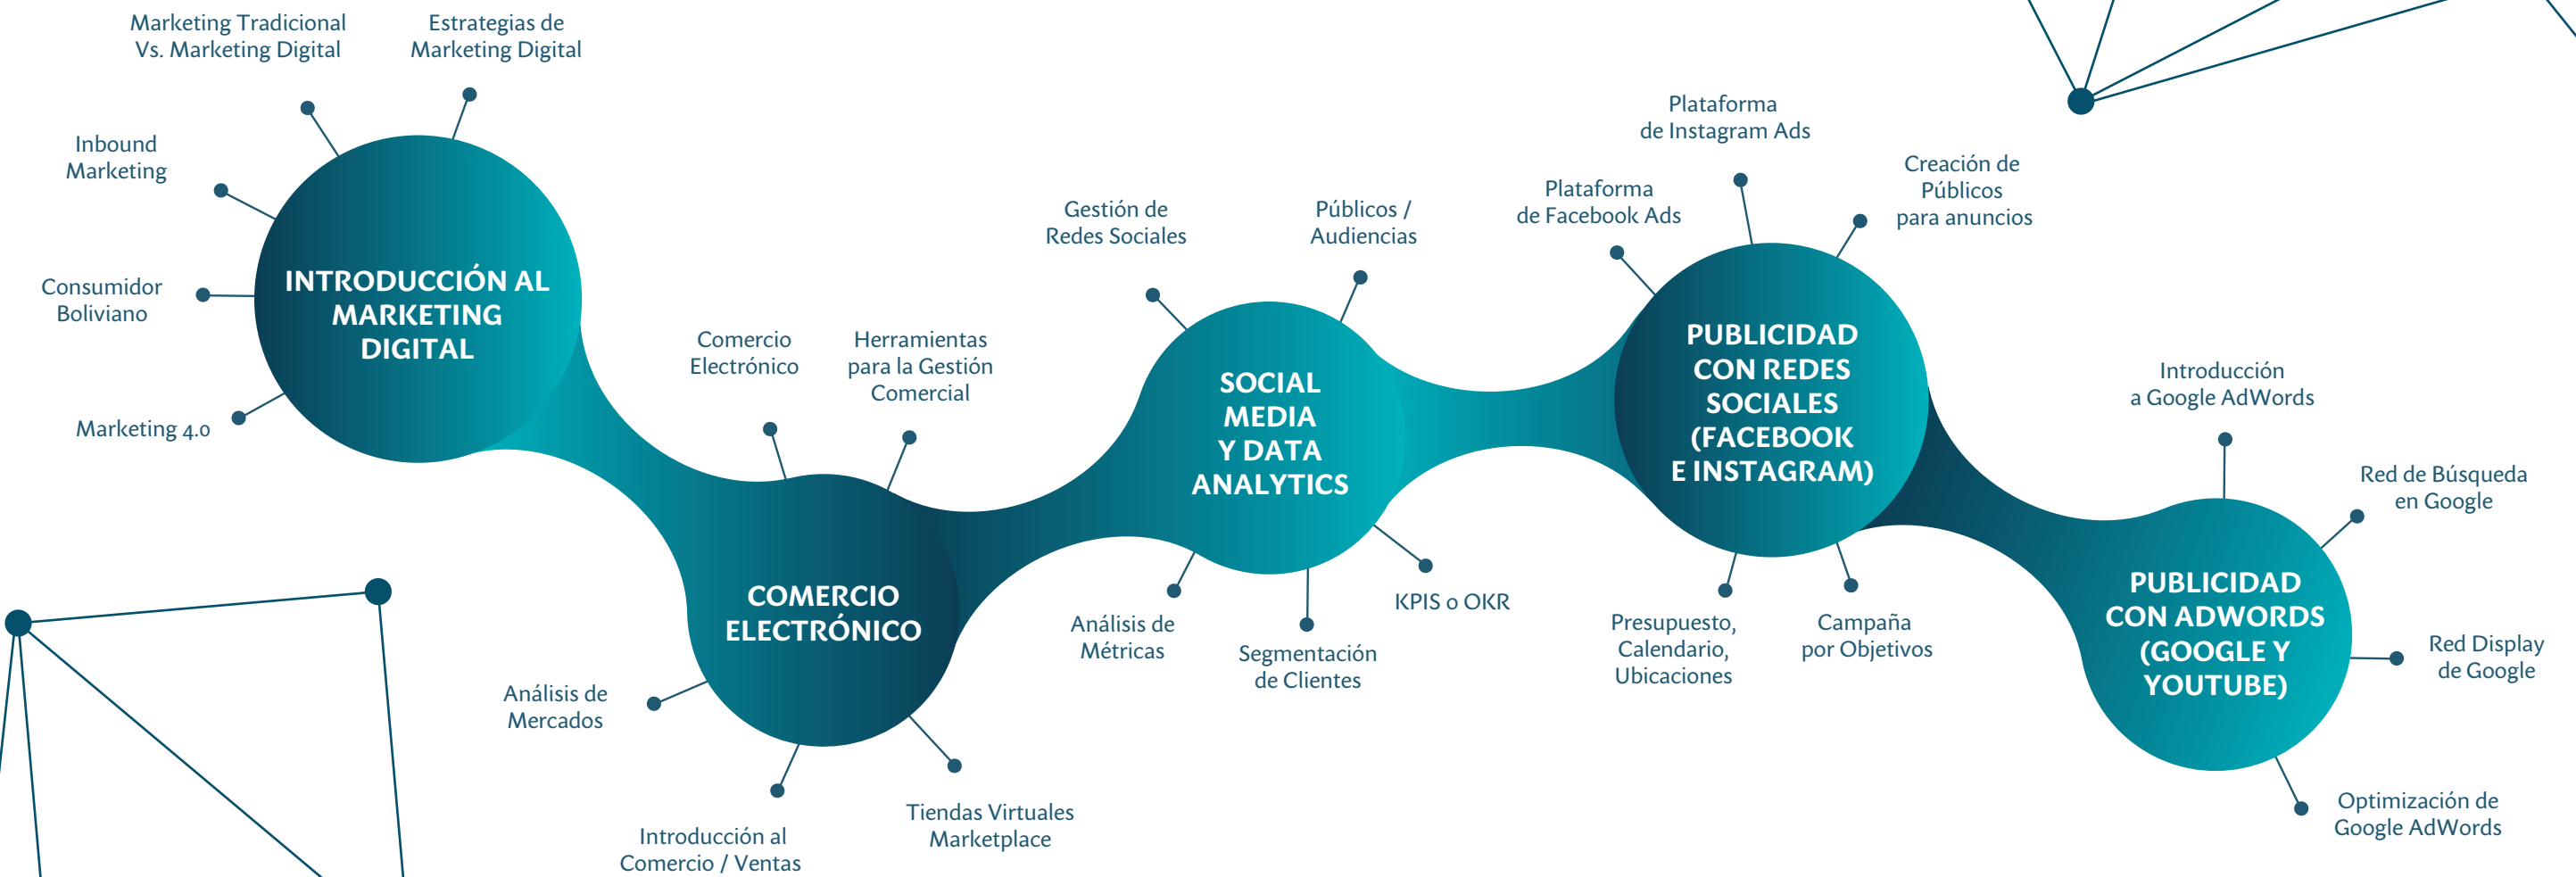 Marketing Tradicional
Vs. Marketing Digital
Estrategias de
Marketing Digital
Inbound
Marketing
Consumidor
Boliviano
Marketing 4.0
INTRODUCCIÓN AL
MARKETING
DIGITAL
Comercio
Electrónico
Herramientas
para la Gestión
Comercial
COMERCIO
ELECTRÓNICO
Análisis de
Mercados
Introducción al
Comercio / Ventas
Tiendas Virtuales
Marketplace
Gestión de
Redes Sociales
Públicos /
Audiencias
SOCIAL
MEDIA
Y DATA
ANALYTICS
Análisis de
Métricas
Segmentación
de Clientes
KPIS o OKR
Plataforma
de Facebook Ads
Plataforma
de Instagram Ads
Creación de
Públicos
para anuncios
PUBLICIDAD
CON REDES
SOCIALES
(FACEBOOK
E INSTAGRAM)
Presupuesto,
Calendario,
Ubicaciones
Campaña
por Objetivos
Introducción
a Google AdWords
Red de Búsqueda
en Google
PUBLICIDAD
CON ADWORDS
(GOOGLE Y
YOUTUBE)
Red Display
de Google
Optimización de
Google AdWords